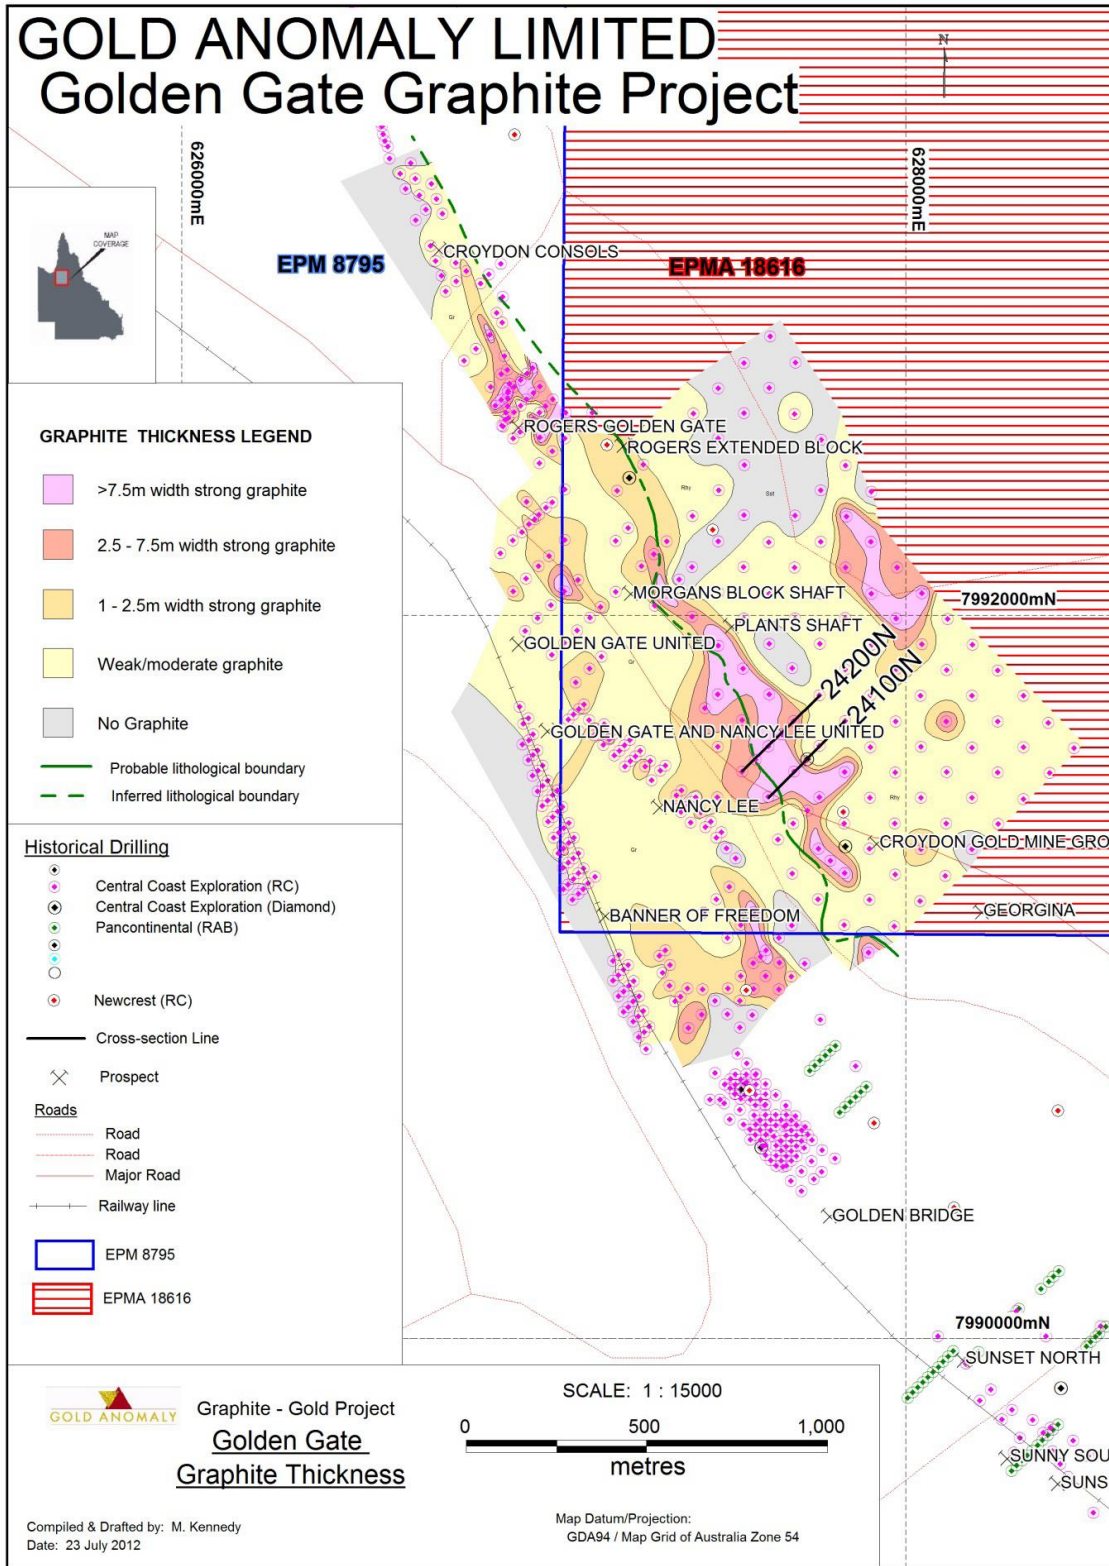 GOLD ANOMALY LIMITED
Golden Gate Graphite Project
N
626000mE
628000mE
MAP
COVERAGE
EPM 8795
EPMA 18616
CROYDON CONSOLS
Gr
ROGERS GOLDEN GATE
ROGERS EXTENDED BLOCK
Rhy
MORGANS BLOCK SHAFT
7992000mN
PLANTS SHAFT
GOLDEN GATE UNITED
Gr
24200N
24100N
GOLDEN GATE AND NANCY LEE UNITED
NANCY LEE
Rhy
CROYDON GOLD MINE GRO
Gr
BANNER OF FREEDOM
GEORGINA
GOLDEN BRIDGE
7990000mN
SUNSET NORTH
SUNNY SOU
SUNS
GRAPHITE THICKNESS LEGEND
>7.5m width strong graphite
2.5 - 7.5m width strong graphite
1 - 2.5m width strong graphite
Weak/moderate graphite
No Graphite
Probable lithological boundary
Inferred lithological boundary
Historical Drilling
Central Coast Exploration (RC)
Central Coast Exploration (Diamond)
Pancontinental (RAB)
Newcrest (RC)
Cross-section Line
Prospect
Roads
Road
Road
Major Road
Railway line
EPM 8795
EPMA 18616
GOLD ANOMALY
Graphite - Gold Project
Golden Gate
Graphite Thickness
Compiled & Drafted by: M. Kennedy
Date: 23 July 2012
SCALE: 1 : 15000
0 500 1,000
metres
Map Datum/Projection:
GDA94 / Map Grid of Australia Zone 54